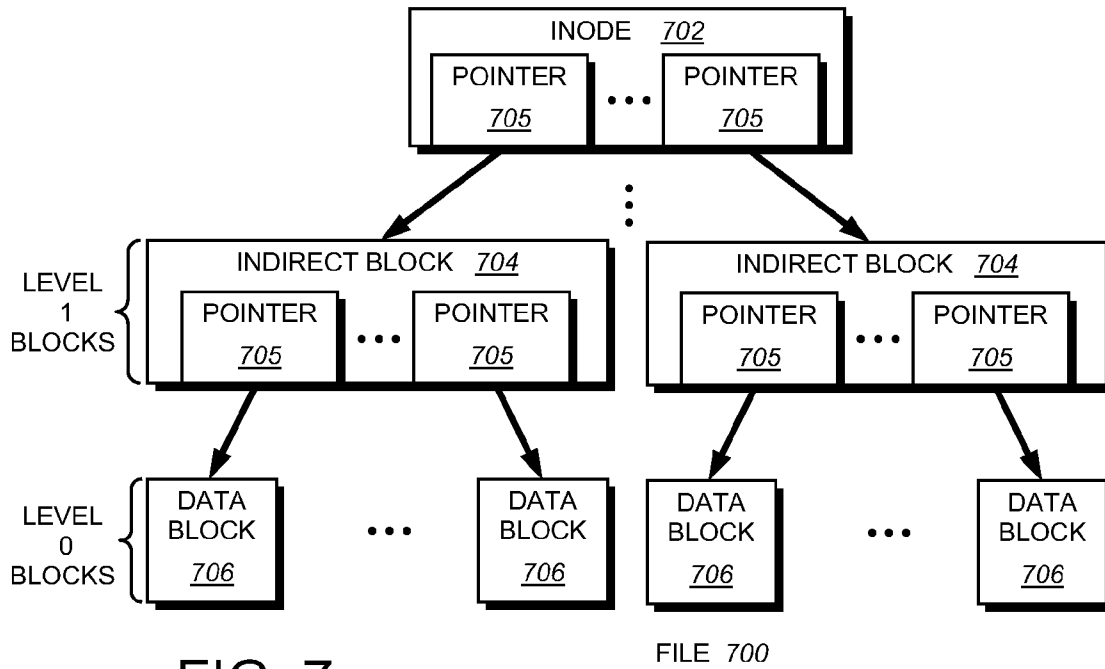 INODE 702
POINTER 705 ••• POINTER 705
INDIRECT BLOCK 704
INDIRECT BLOCK 704
LEVEL 1 BLOCKS
POINTER 705 ••• POINTER 705
POINTER 705 ••• POINTER 705
LEVEL 0 BLOCKS
DATA BLOCK 706 ••• DATA BLOCK 706
DATA BLOCK 706 ••• DATA BLOCK 706
FILE 700
FIG. 7